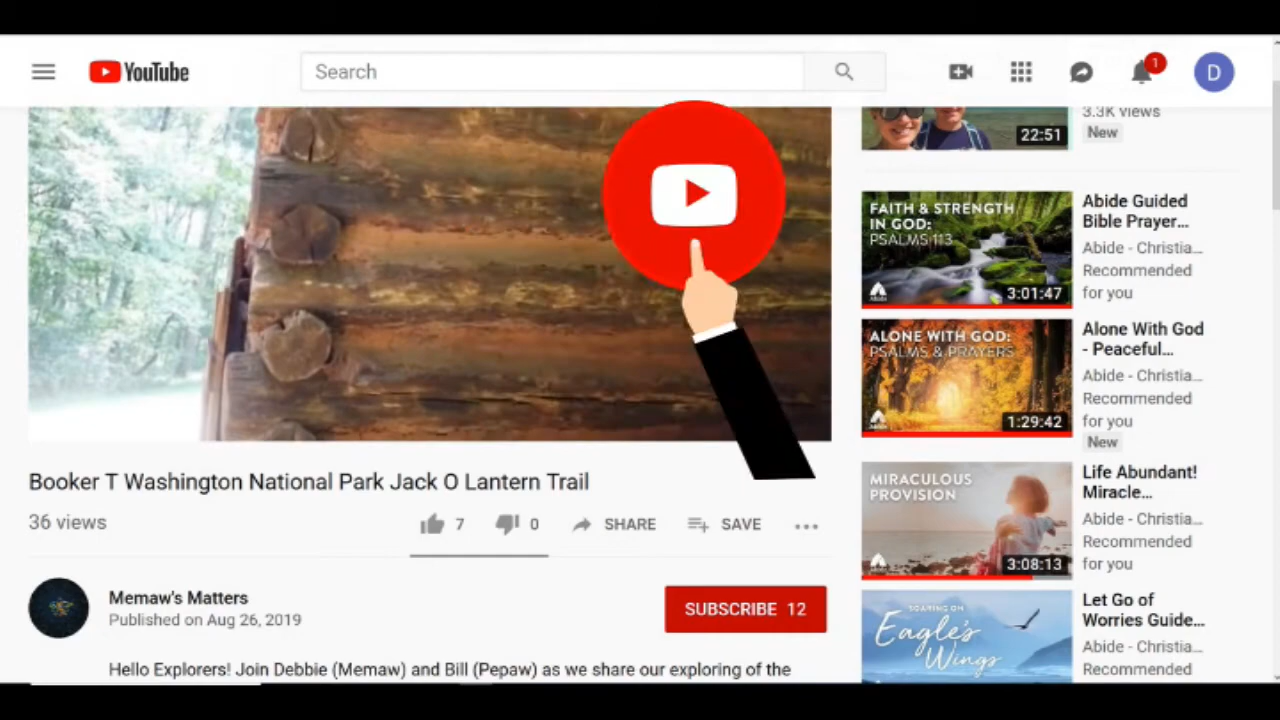 YouTube
Search
1
D
22:51
3.3K views
New
FAITH & STRENGTH
IN GOD:
PSALMS 113
Abide
3:01:47
Abide Guided
Bible Prayer...
Abide - Christia...
Recommended
for you
ALONE WITH GOD:
PSALMS & PRAYERS
Abide
1:29:42
Alone With God
- Peaceful...
Abide - Christia...
Recommended
for you
New
MIRACULOUS
PROVISION
Abide
3:08:13
Life Abundant!
Miracle...
Abide - Christia...
Recommended
for you
SOARING ON
Eagle's
Wings
Let Go of
Worries Guide...
Abide - Christia...
Recommended
Booker T Washington National Park Jack O Lantern Trail
36 views
7
0
SHARE
SAVE
Memaw's Matters
Published on Aug 26, 2019
SUBSCRIBE 12
Hello Explorers! Join Debbie (Memaw) and Bill (Pepaw) as we share our exploring of the